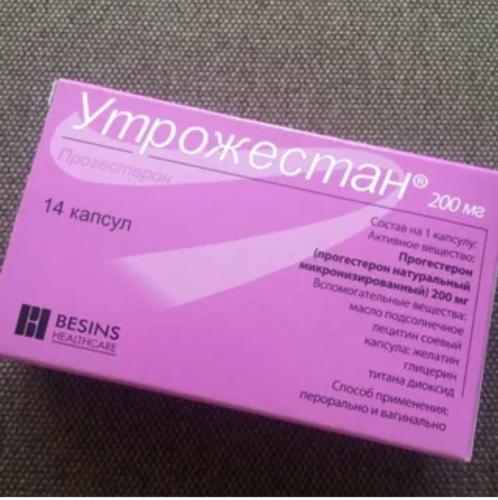 Утрожестан® 200 мг
Прогестерон
14 капсул
Состав на 1 капсулу:
Активное вещество:
Прогестерон
(прогестерон натуральный
микронизированный) 200 мг
Вспомогательные вещества:
масло подсолнечное
лецитин соевый
капсула: желатин
глицерин
титана диоксид
Способ применения:
перорально и вагинально
BESINS
HEALTHCARE